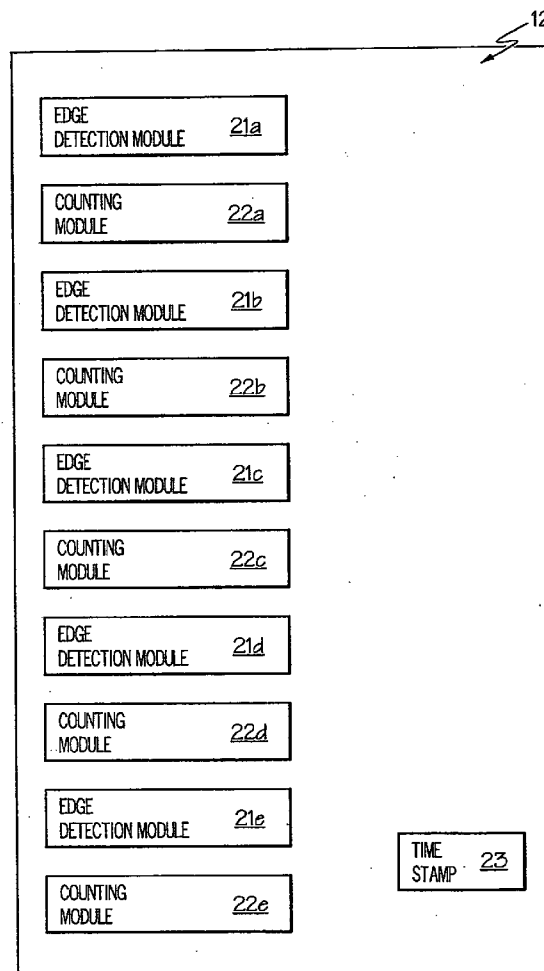 12
EDGE
DETECTION MODULE 21a
COUNTING
MODULE 22a
EDGE
DETECTION MODULE 21b
COUNTING
MODULE 22b
EDGE
DETECTION MODULE 21c
COUNTING
MODULE 22c
EDGE
DETECTION MODULE 21d
COUNTING
MODULE 22d
EDGE
DETECTION MODULE 21e
TIME
STAMP 23
COUNTING
MODULE 22e